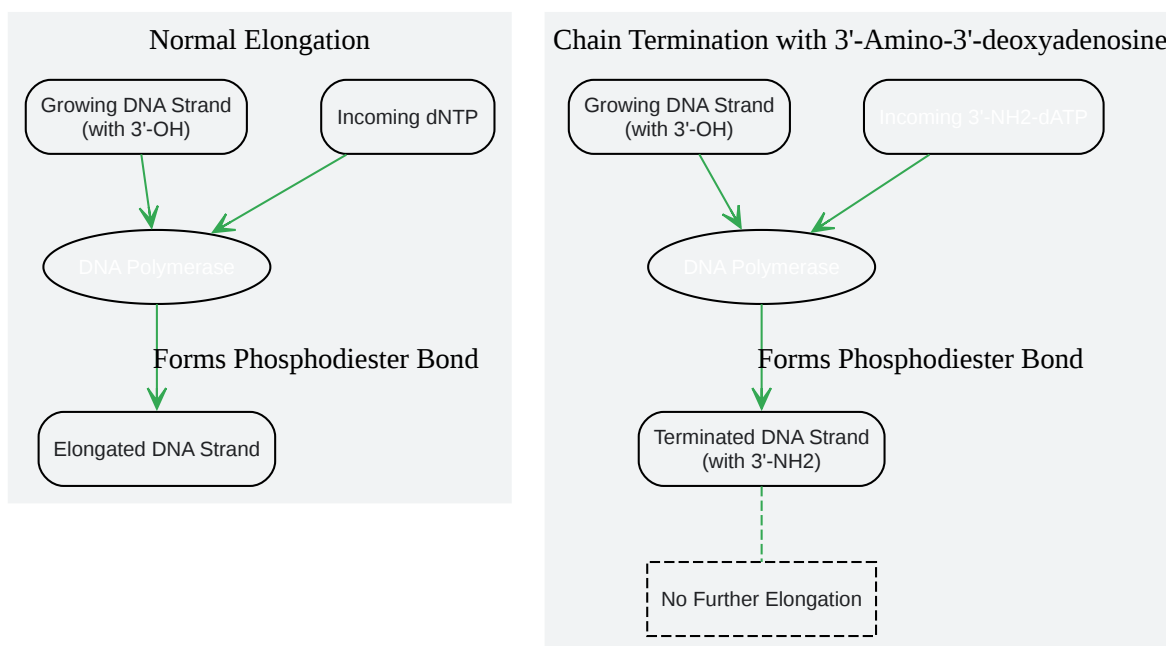 Normal Elongation
Growing DNA Strand
(with 3'-OH)
Incoming dNTP
DNA Polymerase
Forms Phosphodiester Bond
Elongated DNA Strand
Chain Termination with 3'-Amino-3'-deoxyadenosine
Growing DNA Strand
(with 3'-OH)
Incoming 3'-NH2-dATP
DNA Polymerase
Forms Phosphodiester Bond
Terminated DNA Strand
(with 3'-NH2)
No Further Elongation